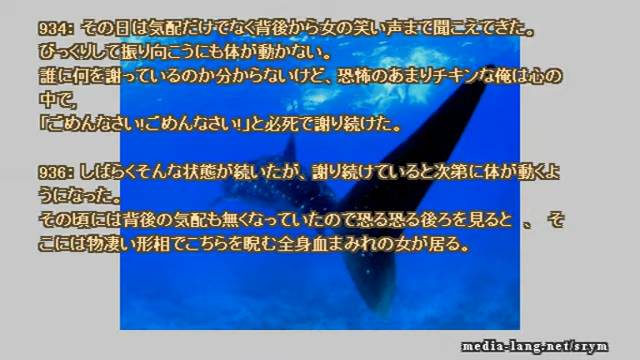 934: その日は気配だけでなく背後から女の笑い声まで聞こえてきた。
びっくりして振り向こうにも体が動かない。
誰に何を謝っているのか分からないけど、恐怖のあまりチキンな俺は心の
中で,
「ごめんなさい!ごめんなさい!」と必死で謝り続けた。
936: しばらくそんな状態が続いたが、謝り続けていると次第に体が動くよ
うになった。
その頃には背後の気配も無くなっていたので恐る恐る後ろを見ると 、 そ
こには物凄い形相でこちらを睨む全身血まみれの女が居る。
media-lang.net/srym